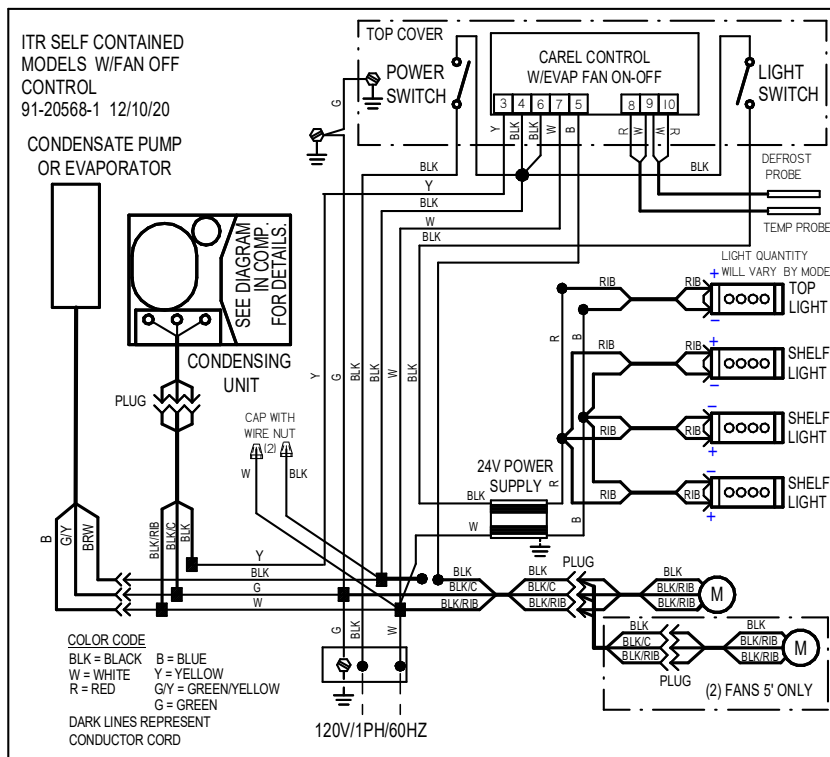 ITR SELF CONTAINED
MODELS W/FAN OFF
CONTROL
91-20568-1 12/10/20
CONDENSATE PUMP
OR EVAPORATOR
TOP COVER
POWER
SWITCH
CAREL CONTROL
W/EVAP FAN ON-OFF
LIGHT
SWITCH
3 4 6 7 5
8 9 10
Y BLK BLK W B
R W W R
G
BLK
Y
BLK
W
BLK
BLK
DEFROST
PROBE
TEMP PROBE
SEE DIAGRAM
IN COMP.
FOR DETAILS.
CONDENSING
UNIT
PLUG
LIGHT QUANTITY
WILL VARY BY MODE
RIB RIB + TOP
LIGHT
−
R B
RIB RIB + SHELF
LIGHT
−
RIB RIB − SHELF
LIGHT
+
RIB RIB − SHELF
LIGHT
+
Y G BLK BLK W
CAP WITH
WIRE NUT
(2)
W BLK
24V POWER
SUPPLY
BLK
W
R
B
B G/Y BRW
BLK/RIB BLK/C BLK
Y
BLK
G
W
BLK
BLK/C
BLK/RIB
BLK
BLK/C
BLK/RIB
PLUG
BLK
BLK/RIB
BLK/RIB
M
BLK
BLK/C
BLK/RIB
PLUG
BLK
BLK/RIB
BLK/RIB
M
(2) FANS 5' ONLY
G BLK W
120V/1PH/60HZ
COLOR CODE
BLK = BLACK B = BLUE
W = WHITE Y = YELLOW
R = RED G/Y = GREEN/YELLOW
G = GREEN
DARK LINES REPRESENT
CONDUCTOR CORD